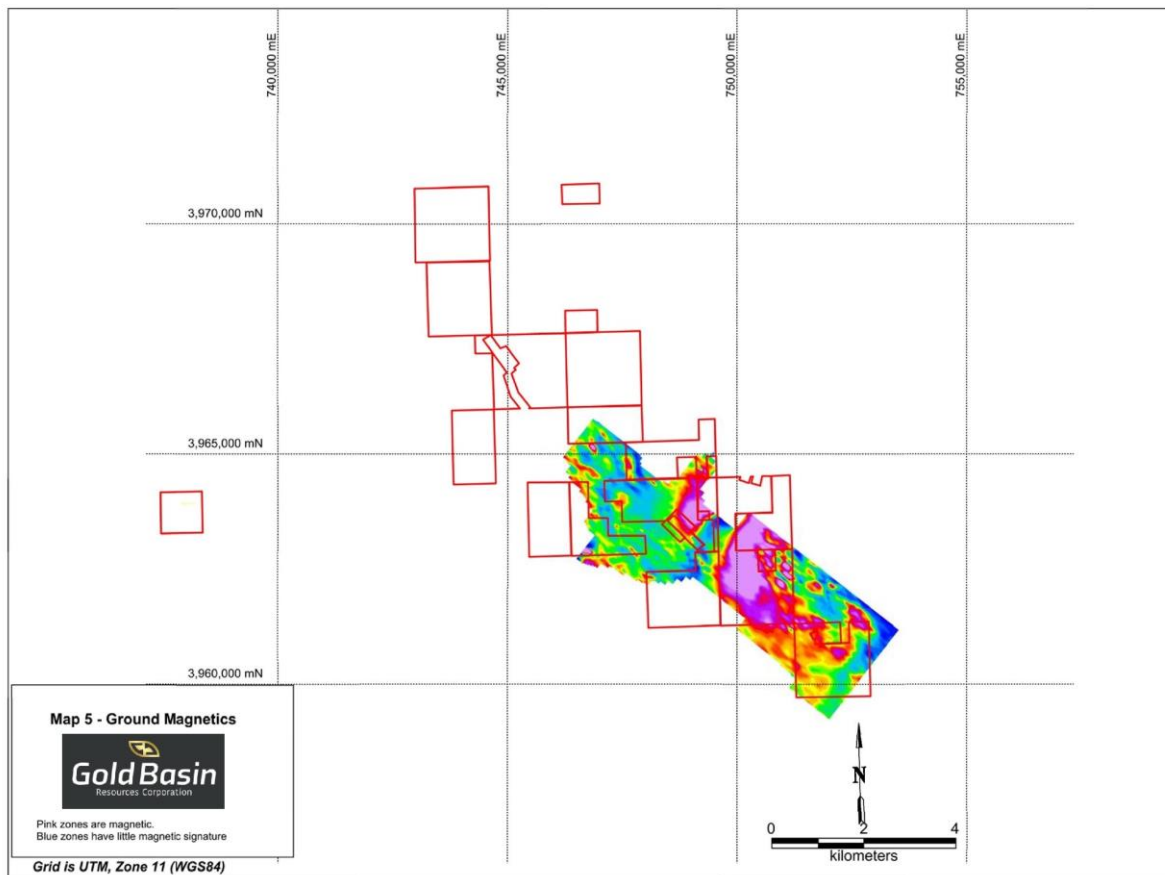 740,000 mE
745,000 mE
750,000 mE
755,000 mE
3,970,000 mN
3,965,000 mN
3,960,000 mN
Map 5 - Ground Magnetics
Gold Basin
Resources Corporation
Pink zones are magnetic.
Blue zones have little magnetic signature
Grid is UTM, Zone 11 (WGS84)
N
0 2 4
kilometers